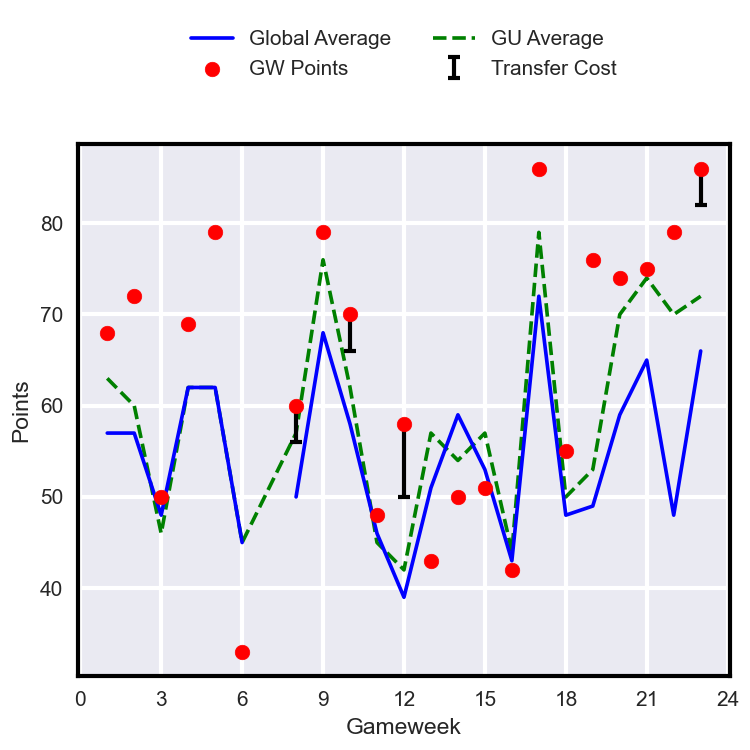 Global Average
GU Average
GW Points
Transfer Cost
80
70
60
50
40
Points
0 3 6 9 12 15 18 21 24
Gameweek